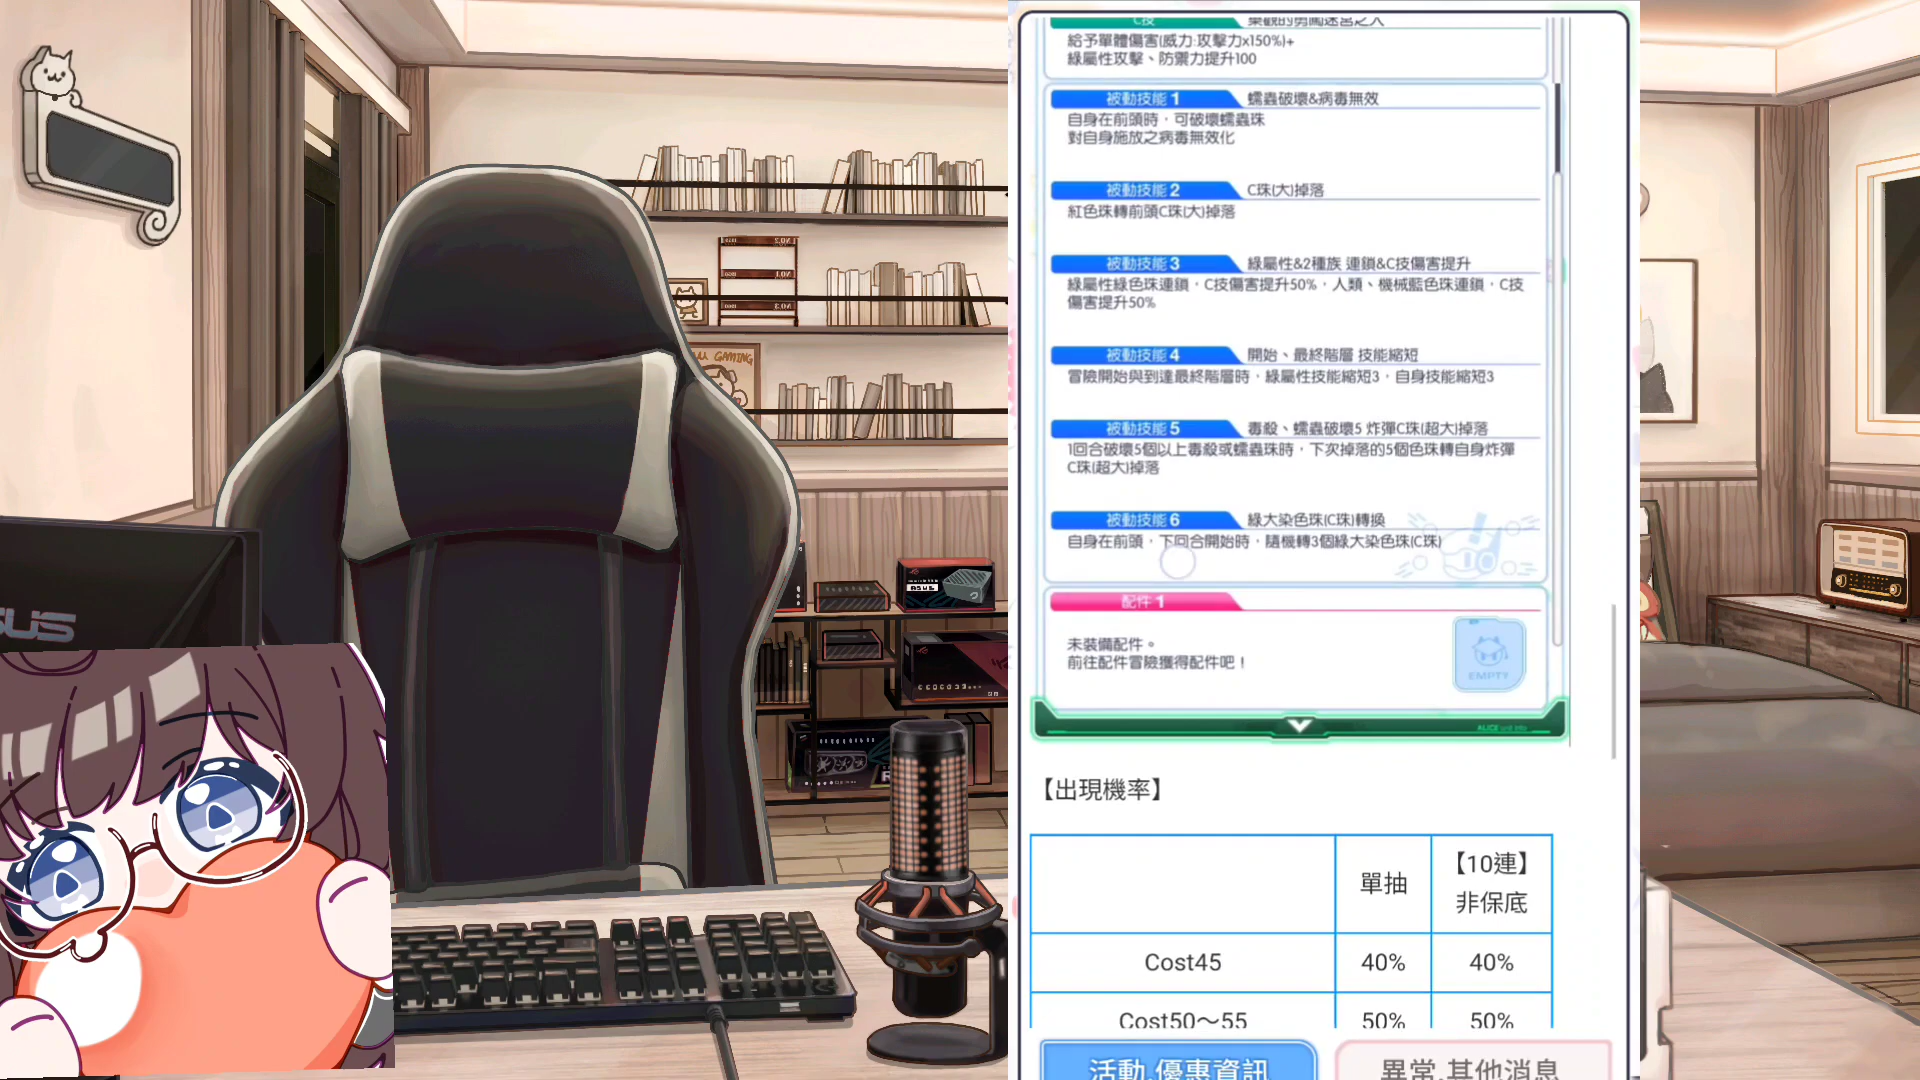 C技 樂觀的勇闖迷宮之人
給予單體傷害(威力:攻擊力x150%)+
綠屬性攻擊、防禦力提升100
被動技能1 蠕蟲破壞&病毒無效
自身在前頭時，可破壞蠕蟲珠
對自身施放之病毒無效化
被動技能2 C珠(大)掉落
紅色珠轉前頭C珠(大)掉落
被動技能3 綠屬性&2種族 連鎖&C技傷害提升
綠屬性綠色珠連鎖，C技傷害提升50%，人類、機械藍色珠連鎖，C技
傷害提升50%
被動技能4 開始、最終階層 技能縮短
冒險開始與到達最終階層時，綠屬性技能縮短3，自身技能縮短3
被動技能5 毒殺、蠕蟲破壞5 炸彈C珠(超大)掉落
1回合破壞5個以上毒殺或蠕蟲珠時，下次掉落的5個色珠轉自身炸彈
C珠(超大)掉落
被動技能6 綠大染色珠(C珠)轉換
自身在前頭，下回合開始時，隨機轉3個綠大染色珠(C珠)
配件1
未裝備配件。
前往配件冒險獲得配件吧！
EMPTY
【出現機率】
單抽 【10連】
非保底
Cost45 40% 40%
Cost50～55 50% 50%
活動.優惠資訊 異常.其他消息